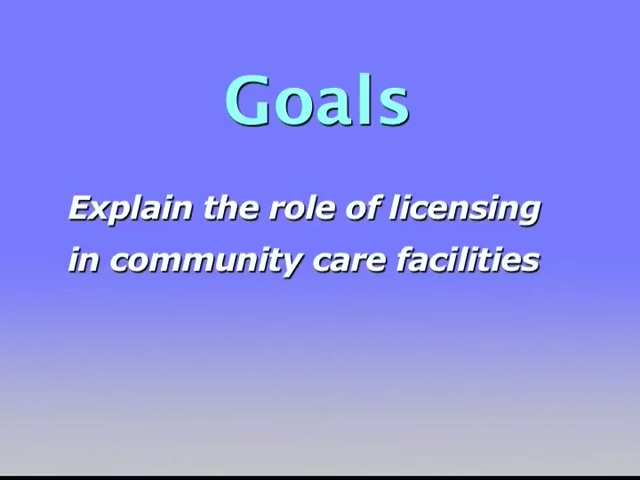 Goals
Explain the role of licensing
in community care facilities